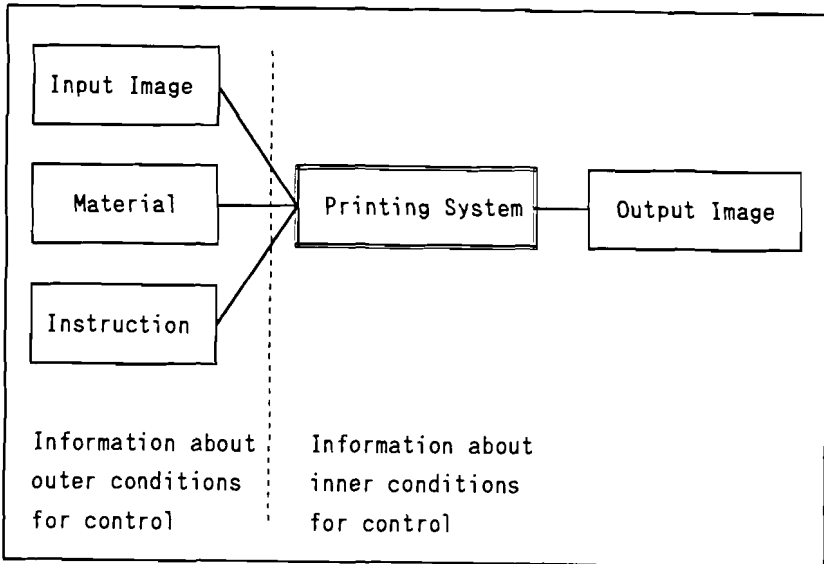 Input Image
Material
Printing System
Output Image
Instruction
Information about
outer conditions
for control
Information about
inner conditions
for control